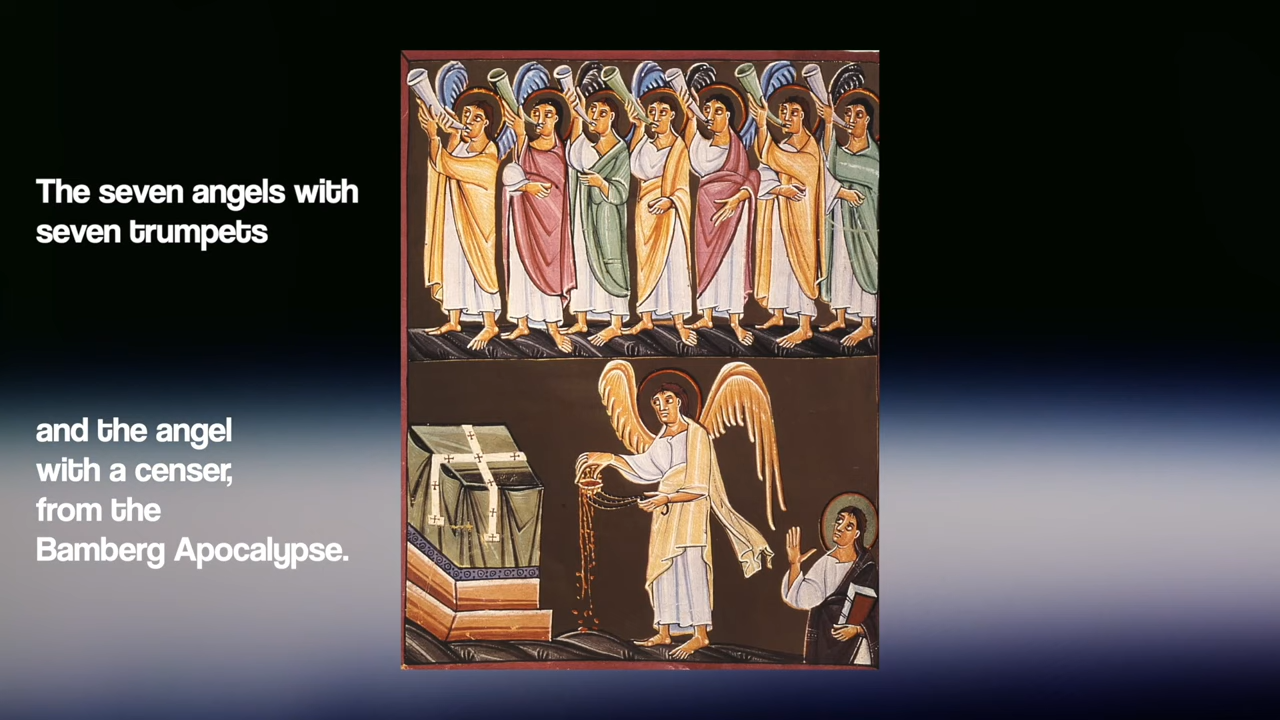 The seven angels with
seven trumpets
and the angel
with a censer,
from the
Bamberg Apocalypse.